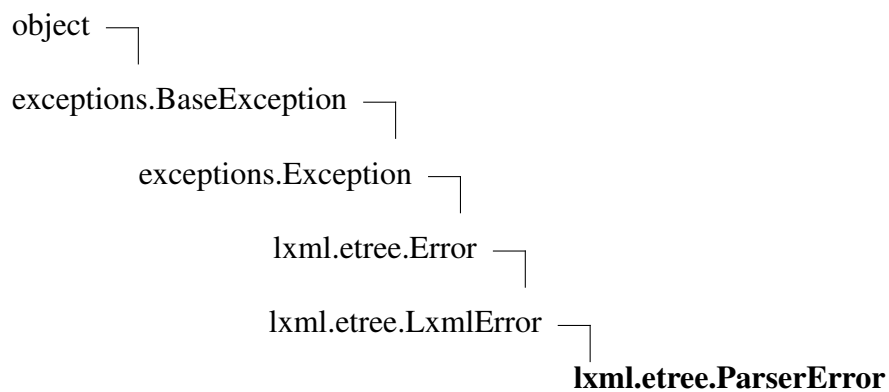 object
exceptions.BaseException
exceptions.Exception
lxml.etree.Error
lxml.etree.LxmlError
lxml.etree.ParserError